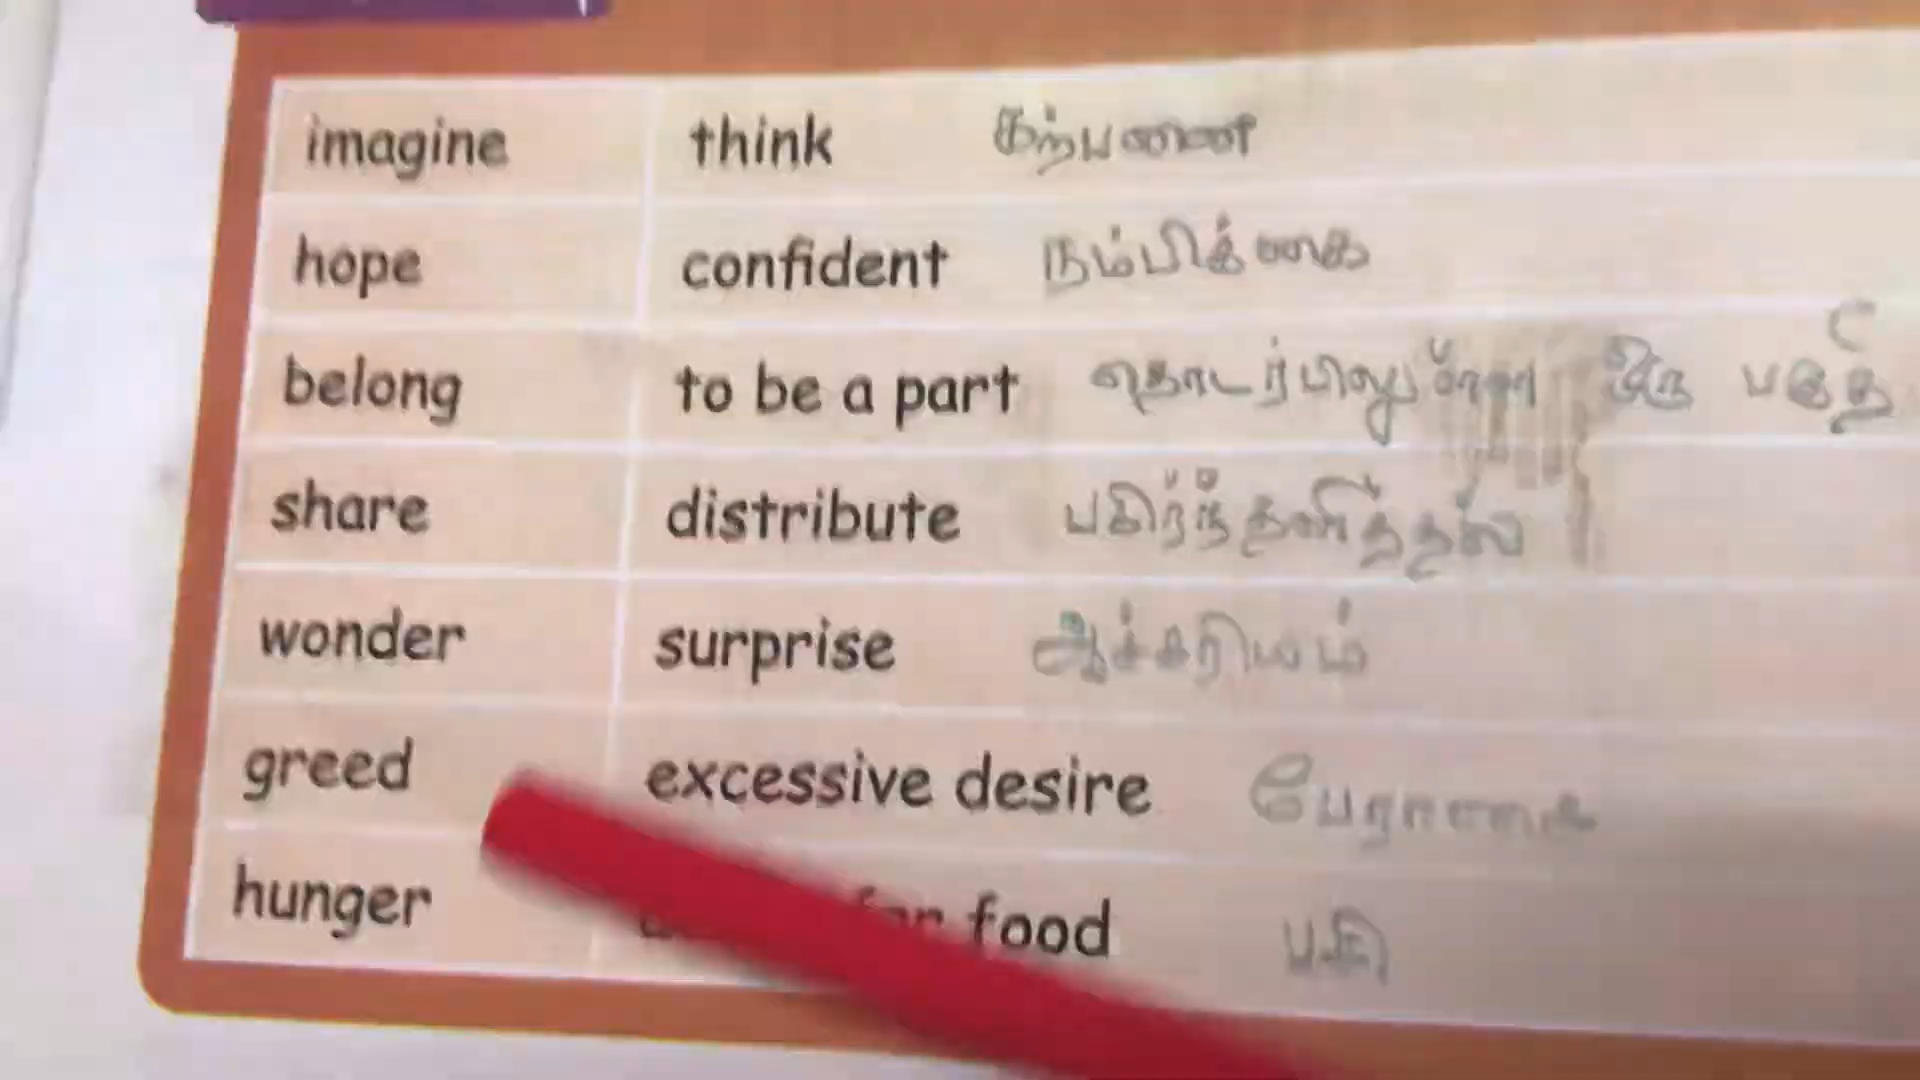 imagine think கற்பனை
hope confident நம்பிக்கை
belong to be a part தொடர்பிலுள்ள ஒரு பகுதி
share distribute பகிர்ந்தளித்தல்
wonder surprise ஆச்சரியம்
greed excessive desire பேராசை
hunger for food பசி